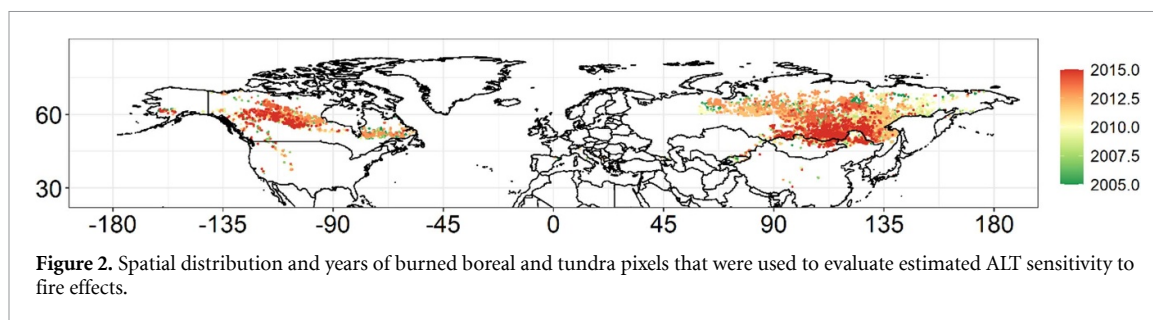 2015.0
60
2012.5
2010.0
2007.5
30
2005.0
-180 -135 -90 -45 0 45 90 135 180
Figure 2. Spatial distribution and years of burned boreal and tundra pixels that were used to evaluate estimated ALT sensitivity to
fire effects.